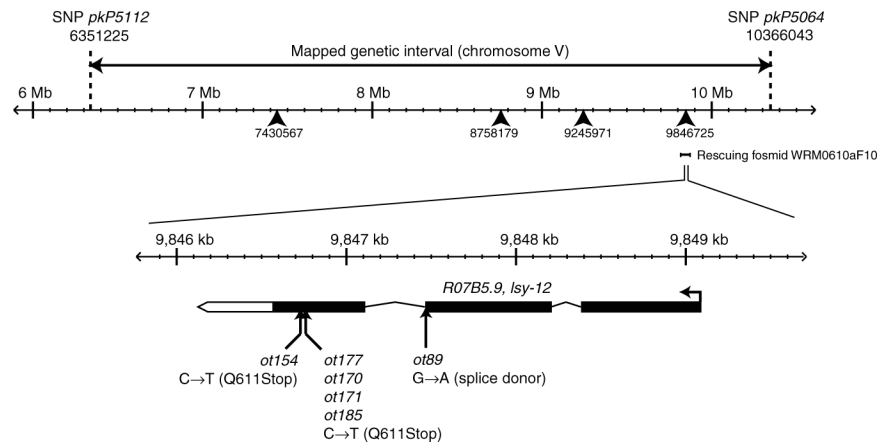 SNP pkP5112
6351225
SNP pkP5064
10366043
Mapped genetic interval (chromosome V)
6 Mb
7 Mb
8 Mb
9 Mb
10 Mb
7430567
8758179
9245971
9846725
Rescuing fosmid WRM0610aF10
9,846 kb
9,847 kb
9,848 kb
9,849 kb
R07B5.9, lsy-12
ot154
C→T (Q611Stop)
ot177
ot170
ot171
ot185
C→T (Q611Stop)
ot89
G→A (splice donor)